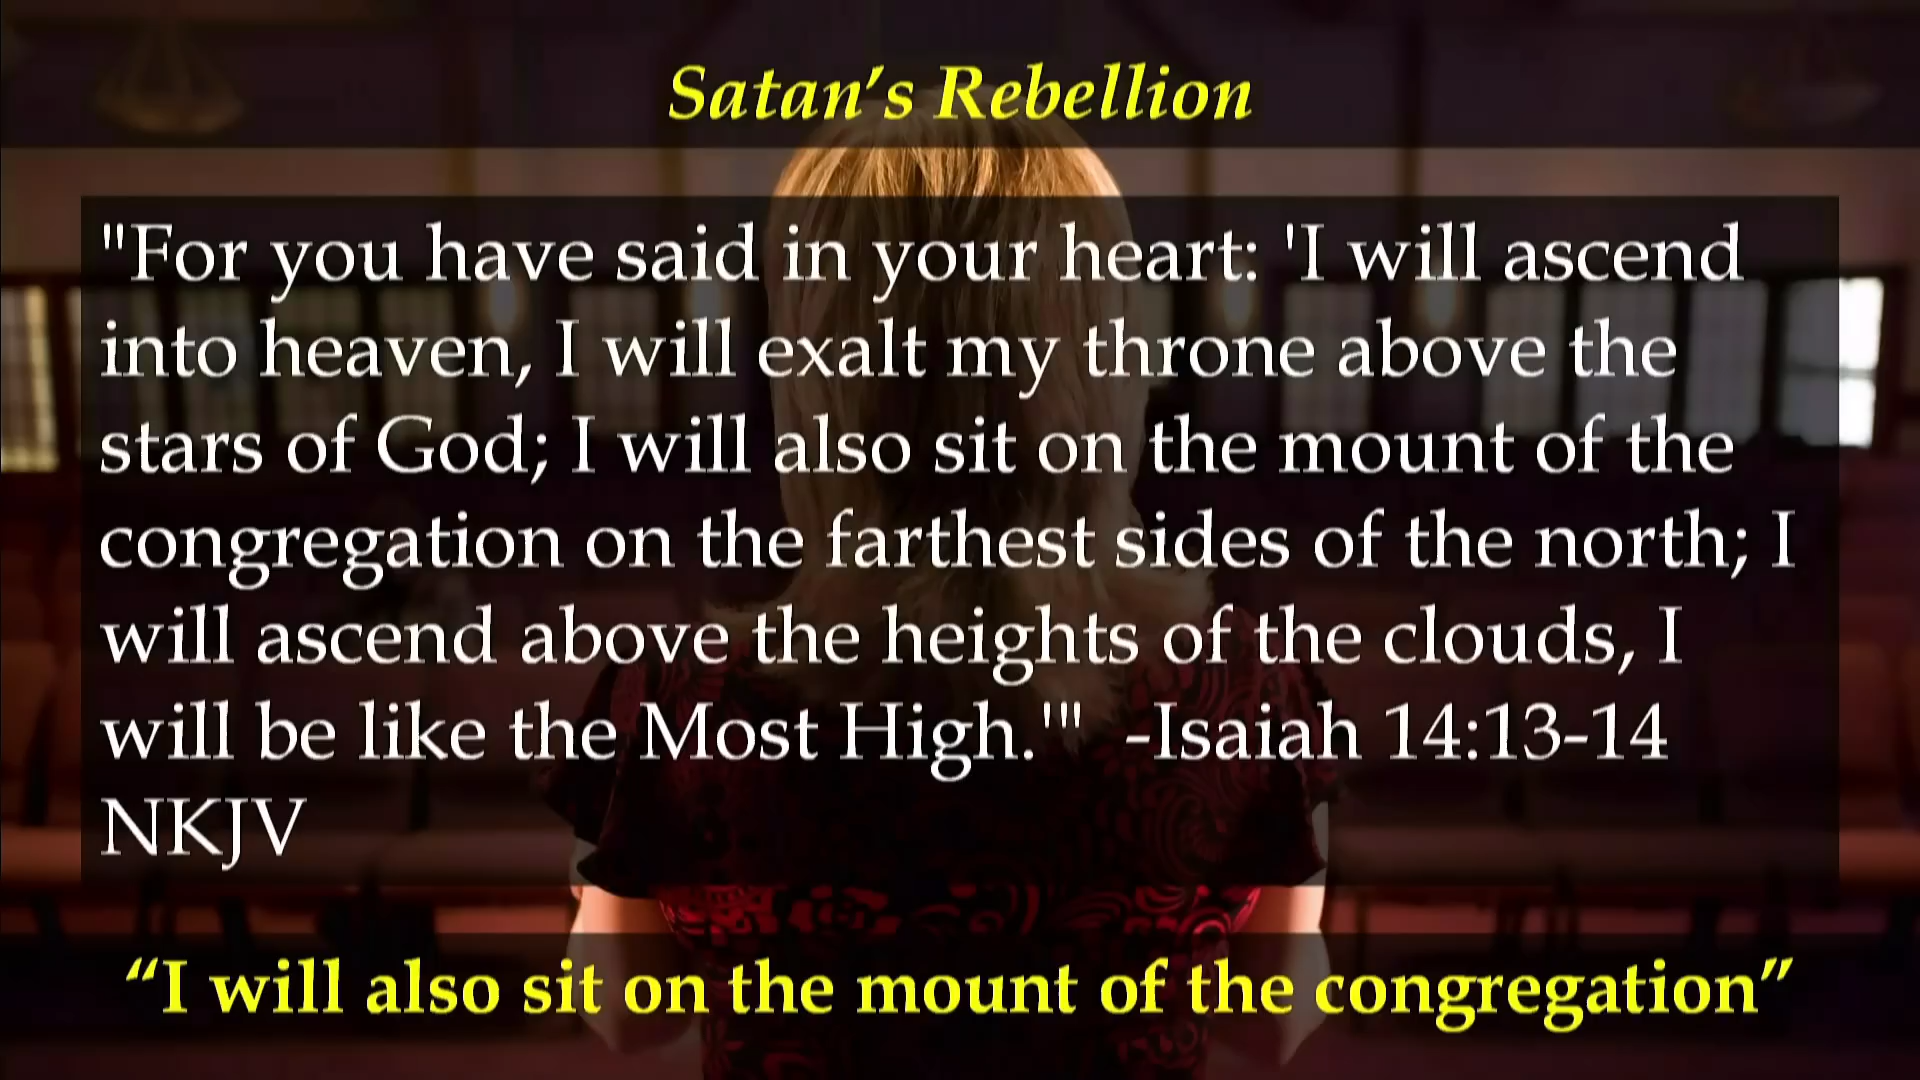 Satan’s Rebellion
"For you have said in your heart: 'I will ascend
into heaven, I will exalt my throne above the
stars of God; I will also sit on the mount of the
congregation on the farthest sides of the north; I
will ascend above the heights of the clouds, I
will be like the Most High.'"  -Isaiah 14:13-14
NKJV
“I will also sit on the mount of the congregation”